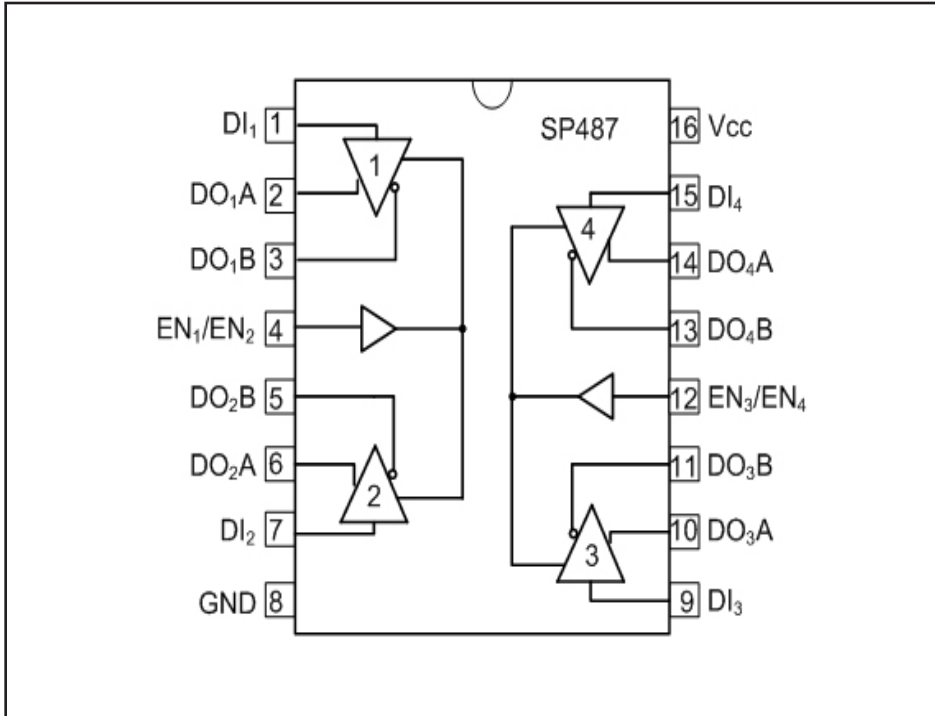 SP487
DI₁ 1
DO₁A 2
DO₁B 3
EN₁/EN₂ 4
DO₂B 5
DO₂A 6
DI₂ 7
GND 8
16 Vcc
15 DI₄
14 DO₄A
13 DO₄B
12 EN₃/EN₄
11 DO₃B
10 DO₃A
9 DI₃
1
2
4
3